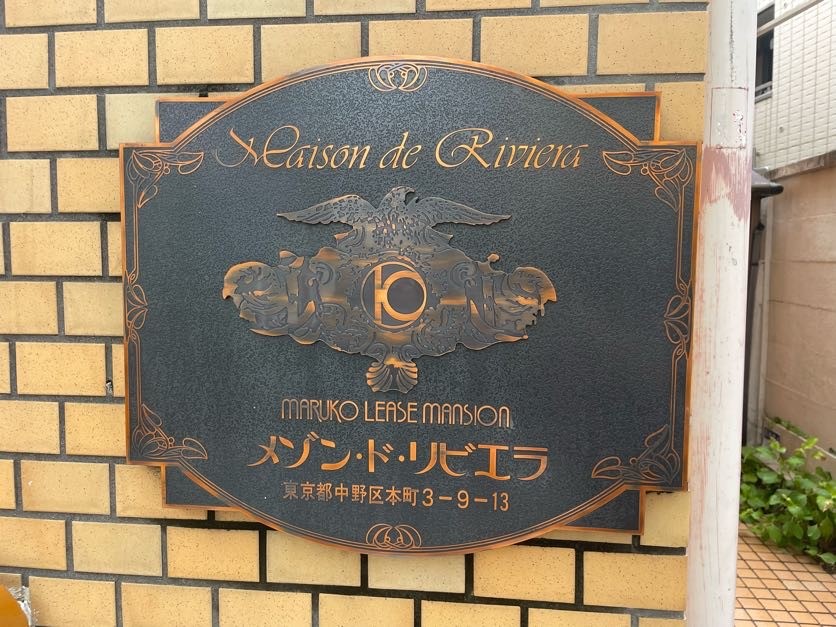 Maison de Riviera
MARUKO LEASE MANSION
メゾン・ド・リビエラ
東京都中野区本町3-9-13